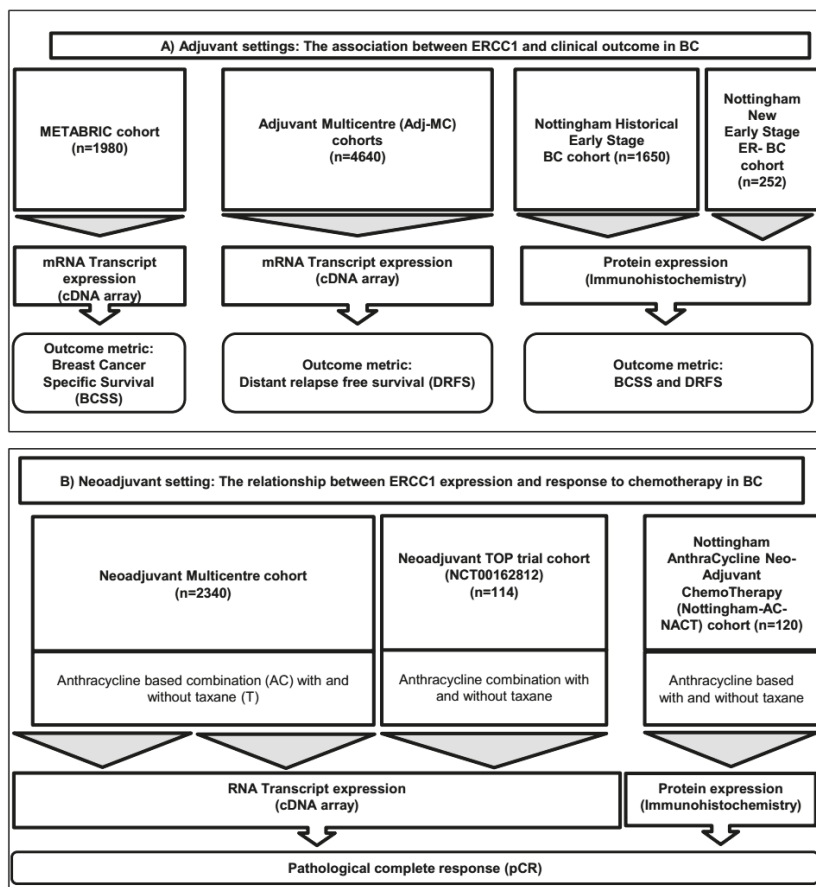 A) Adjuvant settings: The association between ERCC1 and clinical outcome in BC
METABRIC cohort
(n=1980)
Adjuvant Multicentre (Adj-MC)
cohorts
(n=4640)
Nottingham Historical
Early Stage
BC cohort (n=1650)
Nottingham
New
Early Stage
ER- BC
cohort
(n=252)
mRNA Transcript
expression
(cDNA array)
mRNA Transcript expression
(cDNA array)
Protein expression
(Immunohistochemistry)
Outcome metric:
Breast Cancer
Specific Survival
(BCSS)
Outcome metric:
Distant relapse free survival (DRFS)
Outcome metric:
BCSS and DRFS
B) Neoadjuvant setting: The relationship between ERCC1 expression and response to chemotherapy in BC
Neoadjuvant Multicentre cohort
(n=2340)
Neoadjuvant TOP trial cohort
(NCT00162812)
(n=114)
Nottingham
AnthraCycline Neo-
Adjuvant
ChemoTherapy
(Nottingham-AC-
NACT) cohort (n=120)
Anthracycline based combination (AC) with and
without taxane (T)
Anthracycline combination with
and without taxane
Anthracycline based
with and without taxane
RNA Transcript expression
(cDNA array)
Protein expression
(Immunohistochemistry)
Pathological complete response (pCR)